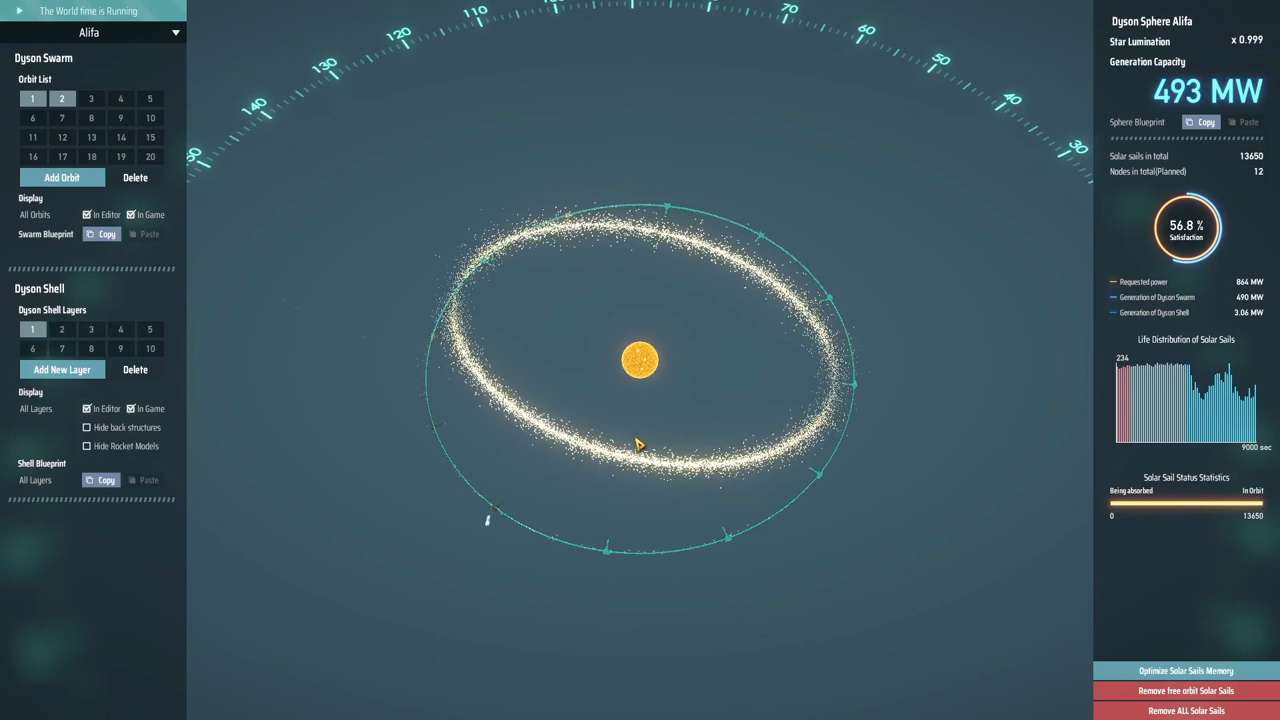 The World time is Running
Alifa
Dyson Swarm
Orbit List
1 2 3 4 5
6 7 8 9 10
11 12 13 14 15
16 17 18 19 20
Add Orbit Delete
Display
All Orbits In Editor In Game
Swarm Blueprint Copy Paste
Dyson Shell
Dyson Shell Layers
1 2 3 4 5
6 7 8 9 10
Add New Layer Delete
Display
All Layers In Editor In Game
Hide back structures
Hide Rocket Models
Shell Blueprint
All Layers Copy Paste
140 130 120 110 70 60 50 40 30
Dyson Sphere Alifa
Star Lumination x 0.999
Generation Capacity
493 MW
Sphere Blueprint Copy Paste
Solar sails in total 13650
Nodes in total(Planned) 12
56.8 %
Satisfaction
Requested power 864 MW
Generation of Dyson Swarm 490 MW
Generation of Dyson Shell 3.06 MW
Life Distribution of Solar Sails
234
9000 sec
Solar Sail Status Statistics
Being absorbed In Orbit
0 13650
Optimize Solar Sails Memory
Remove free orbit Solar Sails
Remove ALL Solar Sails